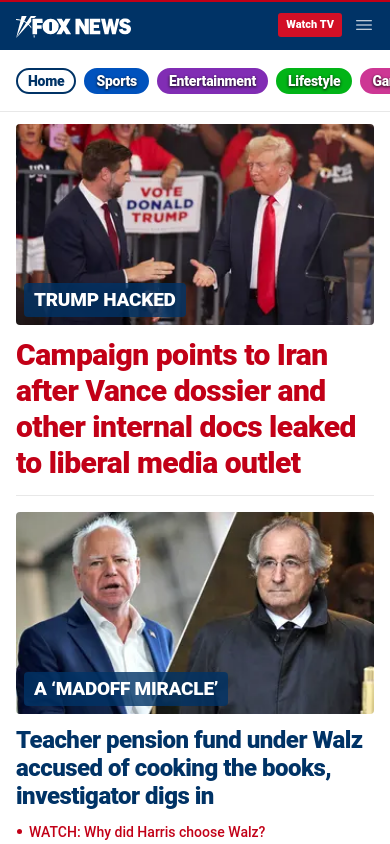 FOX NEWS
Watch TV
Home
Sports
Entertainment
Lifestyle
Ga
VOTE
DONALD
TRUMP
TRUMP HACKED
Campaign points to Iran
after Vance dossier and
other internal docs leaked
to liberal media outlet
A ‘MADOFF MIRACLE’
Teacher pension fund under Walz
accused of cooking the books,
investigator digs in
• WATCH: Why did Harris choose Walz?